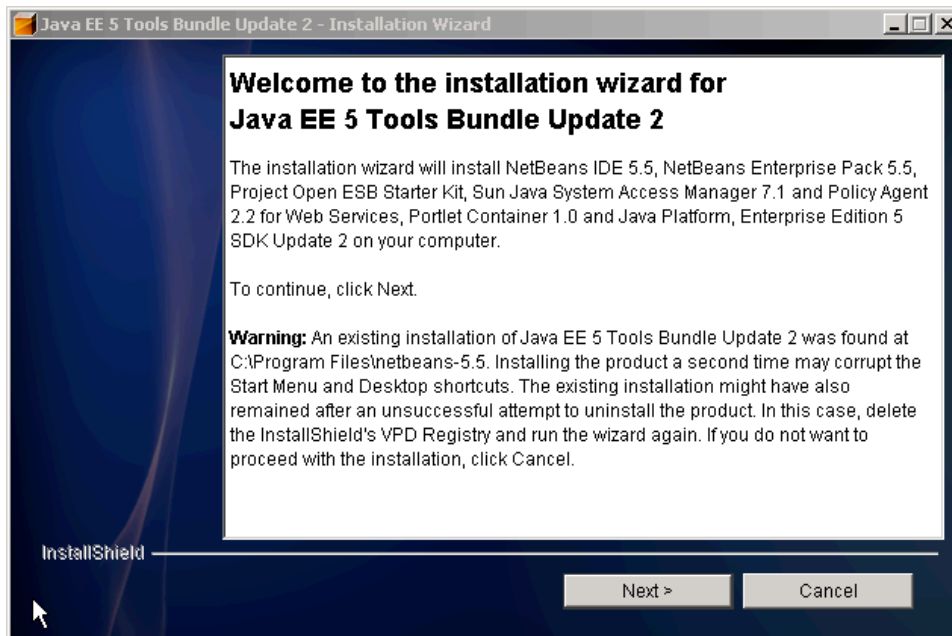 Java EE 5 Tools Bundle Update 2 - Installation Wizard
Welcome to the installation wizard for
Java EE 5 Tools Bundle Update 2
The installation wizard will install NetBeans IDE 5.5, NetBeans Enterprise Pack 5.5,
Project Open ESB Starter Kit, Sun Java System Access Manager 7.1 and Policy Agent
2.2 for Web Services, Portlet Container 1.0 and Java Platform, Enterprise Edition 5
SDK Update 2 on your computer.
To continue, click Next.
Warning: An existing installation of Java EE 5 Tools Bundle Update 2 was found at
C:\Program Files\netbeans-5.5. Installing the product a second time may corrupt the
Start Menu and Desktop shortcuts. The existing installation might have also
remained after an unsuccessful attempt to uninstall the product. In this case, delete
the InstallShield's VPD Registry and run the wizard again. If you do not want to
proceed with the installation, click Cancel.
InstallShield
Next >
Cancel